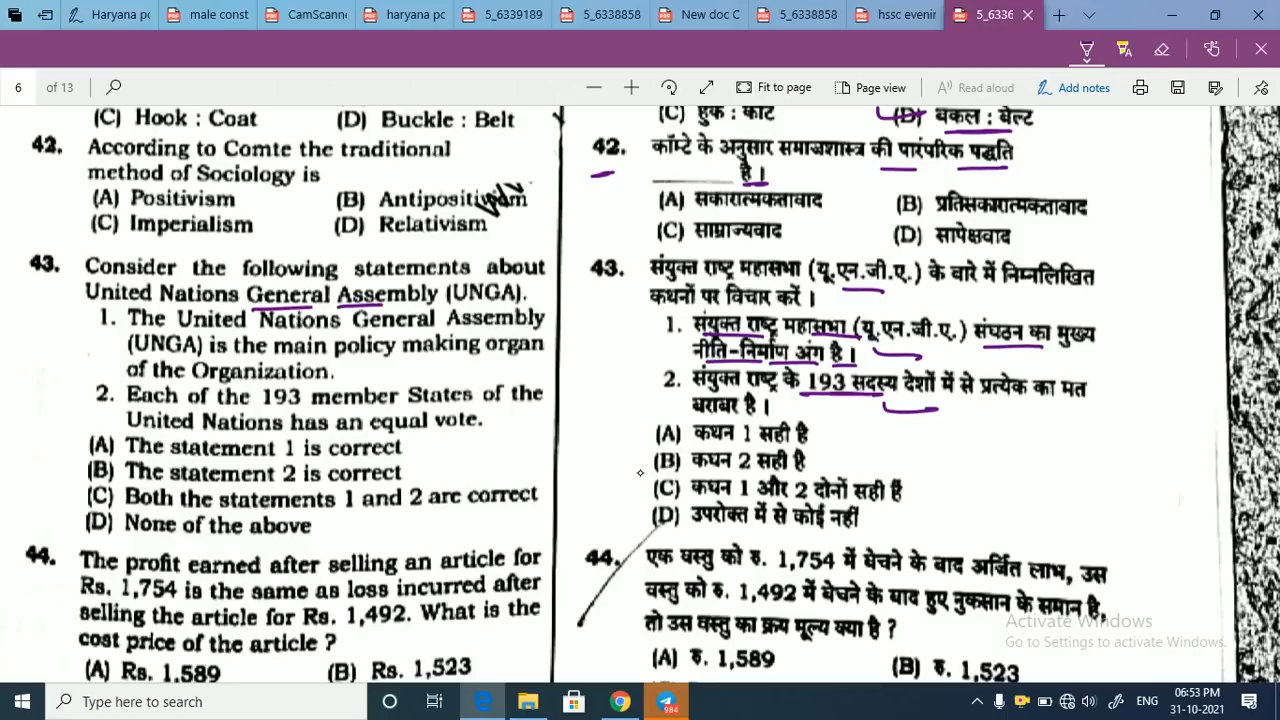 Haryana pc
male const
CamScanne
haryana pc
5_6339189
5_6338858
New doc C
5_6338858
hssc evenin
5_6336
6 of 13
Fit to page
Page view
Read aloud
Add notes
(C) Hook : Coat (D) Buckle : Belt
42. According to Comte the traditional
method of Sociology is
(A) Positivism (B) Antipositivism
(C) Imperialism (D) Relativism
43. Consider the following statements about
United Nations General Assembly (UNGA).
1. The United Nations General Assembly
(UNGA) is the main policy making organ
of the Organization.
2. Each of the 193 member States of the
United Nations has an equal vote.
(A) The statement 1 is correct
(B) The statement 2 is correct
(C) Both the statements 1 and 2 are correct
(D) None of the above
44. The profit earned after selling an article for
Rs. 1,754 is the same as loss incurred after
selling the article for Rs. 1,492. What is the
cost price of the article ?
(A) Rs. 1,589 (B) Rs. 1,523
(C) हुक : कोट (D) बकल : बेल्ट
42. कॉम्टे के अनुसार समाजशास्त्र की पारंपरिक पद्धति
________ है ।
(A) सकारात्मकतावाद (B) प्रतिसकारात्मकतावाद
(C) साम्राज्यवाद (D) सापेक्षवाद
43. संयुक्त राष्ट्र महासभा (यू.एन.जी.ए.) के बारे में निम्नलिखित
कथनों पर विचार करें ।
1. संयुक्त राष्ट्र महासभा (यू.एन.जी.ए.) संघठन का मुख्य
नीति-निर्माण अंग है ।
2. संयुक्त राष्ट्र के 193 सदस्य देशों में से प्रत्येक का मत
बराबर है ।
(A) कथन 1 सही है
(B) कथन 2 सही है
(C) कथन 1 और 2 दोनों सही हैं
(D) उपरोक्त में से कोई नहीं
44. एक वस्तु को रु. 1,754 में बेचने के बाद अर्जित लाभ, उस
वस्तु को रु. 1,492 में बेचने के बाद हुए नुकसान के समान है,
तो उस वस्तु का क्रय मूल्य क्या है ?
(A) रु. 1,589 (B) रु. 1,523
Activate Windows
Go to Settings to activate Windows.
Type here to search
984
ENG
06:53 PM
31-10-2021